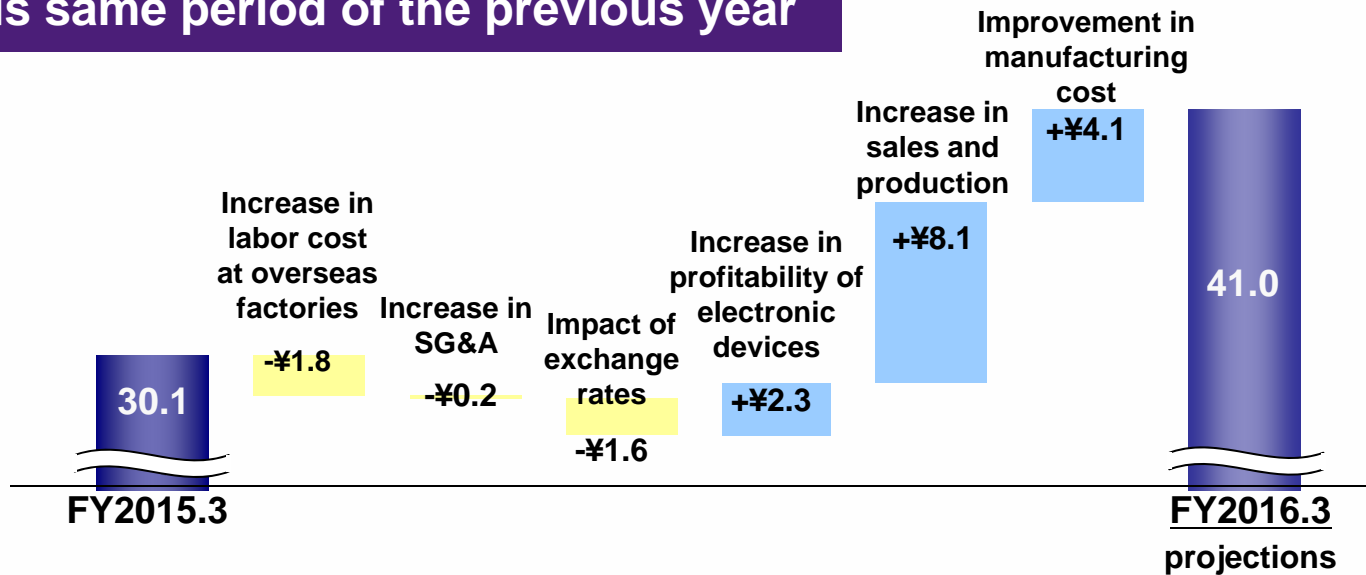 is same period of the previous year
Improvement in
manufacturing
cost
+¥4.1
Increase in
sales and
production
+¥8.1
Increase in
labor cost
at overseas
factories
-¥1.8
Increase in
SG&A
-¥0.2
Impact of
exchange
rates
-¥1.6
Increase in
profitability of
electronic
devices
+¥2.3
30.1
41.0
FY2015.3
FY2016.3
projections